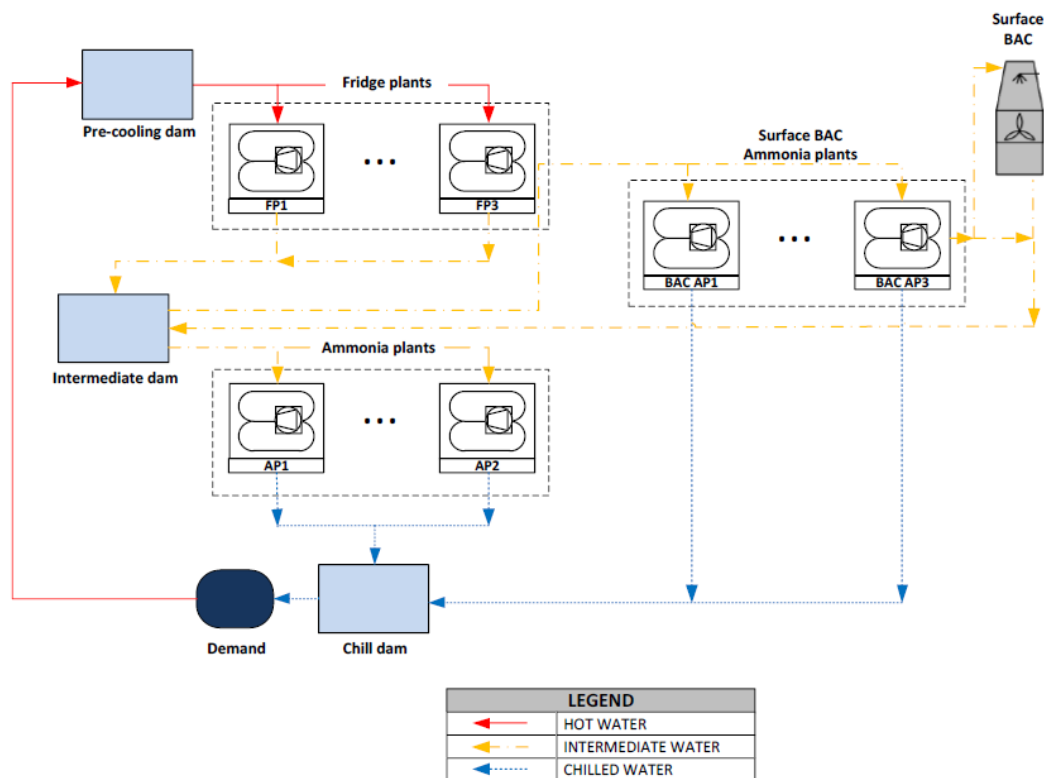 Surface
BAC
Fridge plants
Pre-cooling dam
Surface BAC
Ammonia plants
FP1
FP3
BAC AP1
BAC AP3
Ammonia plants
Intermediate dam
AP1
AP2
Demand
Chill dam
LEGEND
HOT WATER
INTERMEDIATE WATER
CHILLED WATER